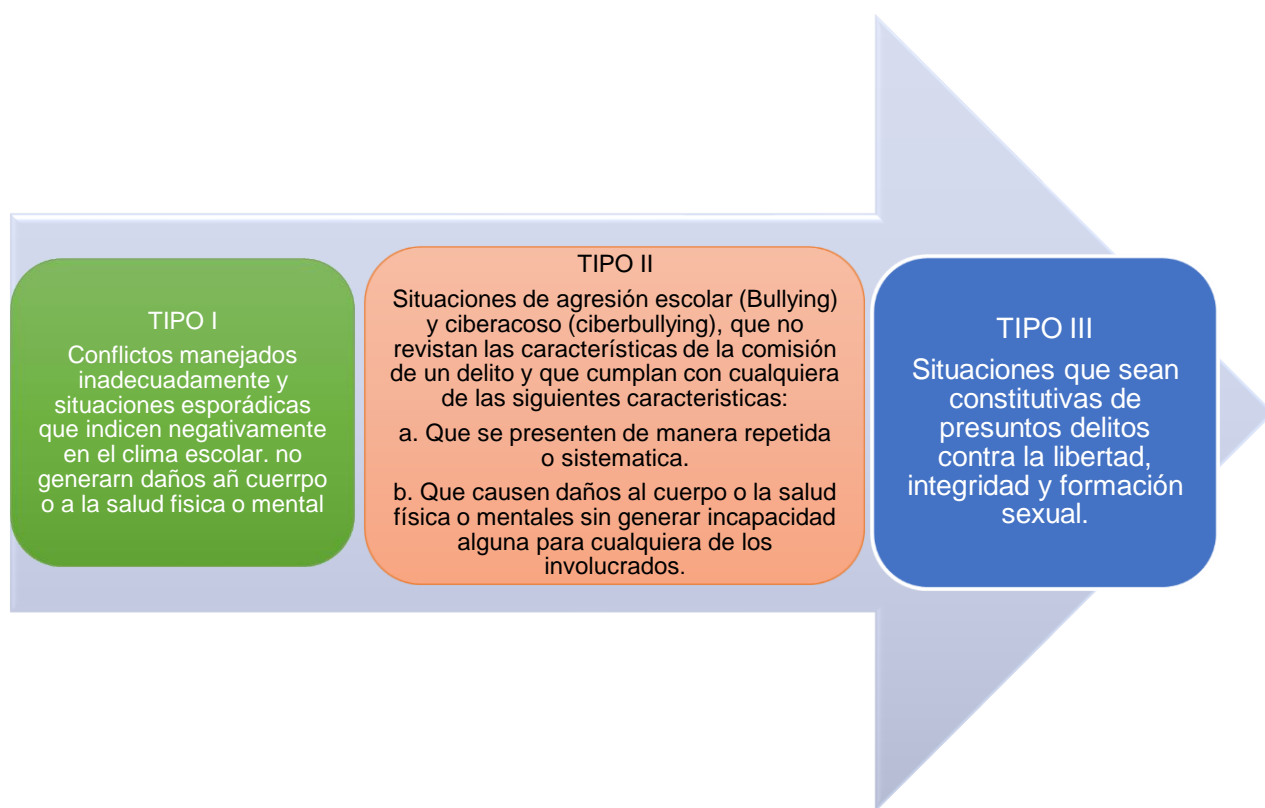 TIPO I
Conflictos manejados
inadecuadamente y
situaciones esporádicas
que indicen negativamente
en el clima escolar. no
generarn daños añ cuerrpo
o a la salud fisica o mental
TIPO II
Situaciones de agresión escolar (Bullying)
y ciberacoso (ciberbullying), que no
revistan las características de la comisión
de un delito y que cumplan con cualquiera
de las siguientes caracteristicas:
a. Que se presenten de manera repetida
o sistematica.
b. Que causen daños al cuerpo o la salud
física o mentales sin generar incapacidad
alguna para cualquiera de los
involucrados.
TIPO III
Situaciones que sean
constitutivas de
presuntos delitos
contra la libertad,
integridad y formación
sexual.